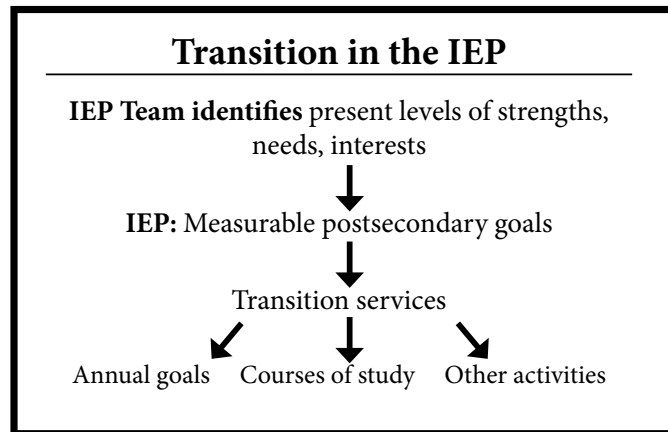 Transition in the IEP
IEP Team identifies present levels of strengths,
needs, interests
IEP: Measurable postsecondary goals
Transition services
Annual goals Courses of study Other activities